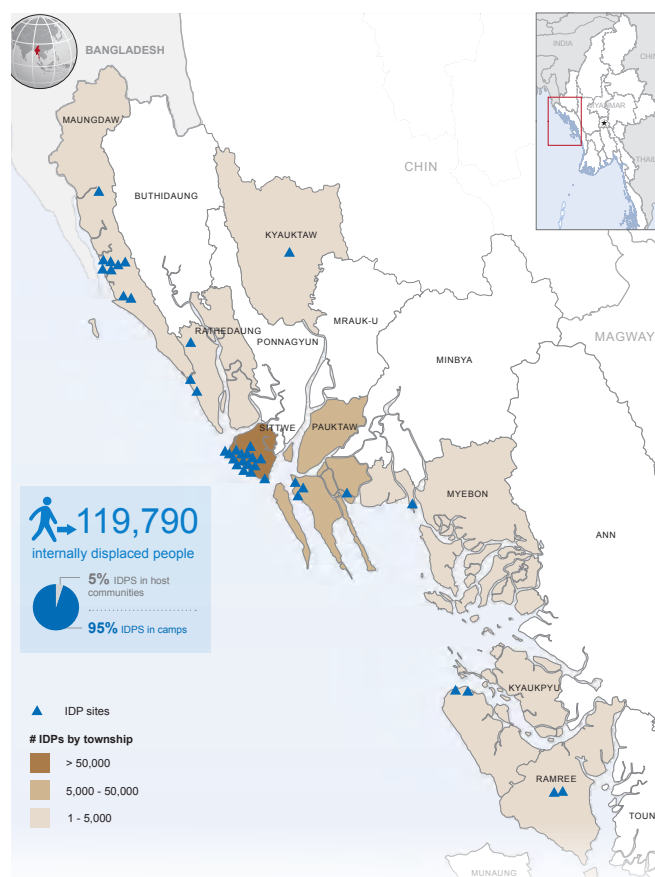 BANGLADESH
INDIA
CHIN
MYANMAR
THAIL
MAUNGDAW
BUTHIDAUNG
CHIN
KYAUKTAW
MRAUK-U
RATHEDAUNG
PONNAGYUN
MAGWAY
MINBYA
SITTWE
PAUKTAW
MYEBON
ANN
119,790
internally displaced people
5% IDPS in host
communities
95% IDPS in camps
KYAUKPYU
IDP sites
# IDPs by township
> 50,000
5,000 - 50,000
1 - 5,000
RAMREE
TOUN
MUNAUNG